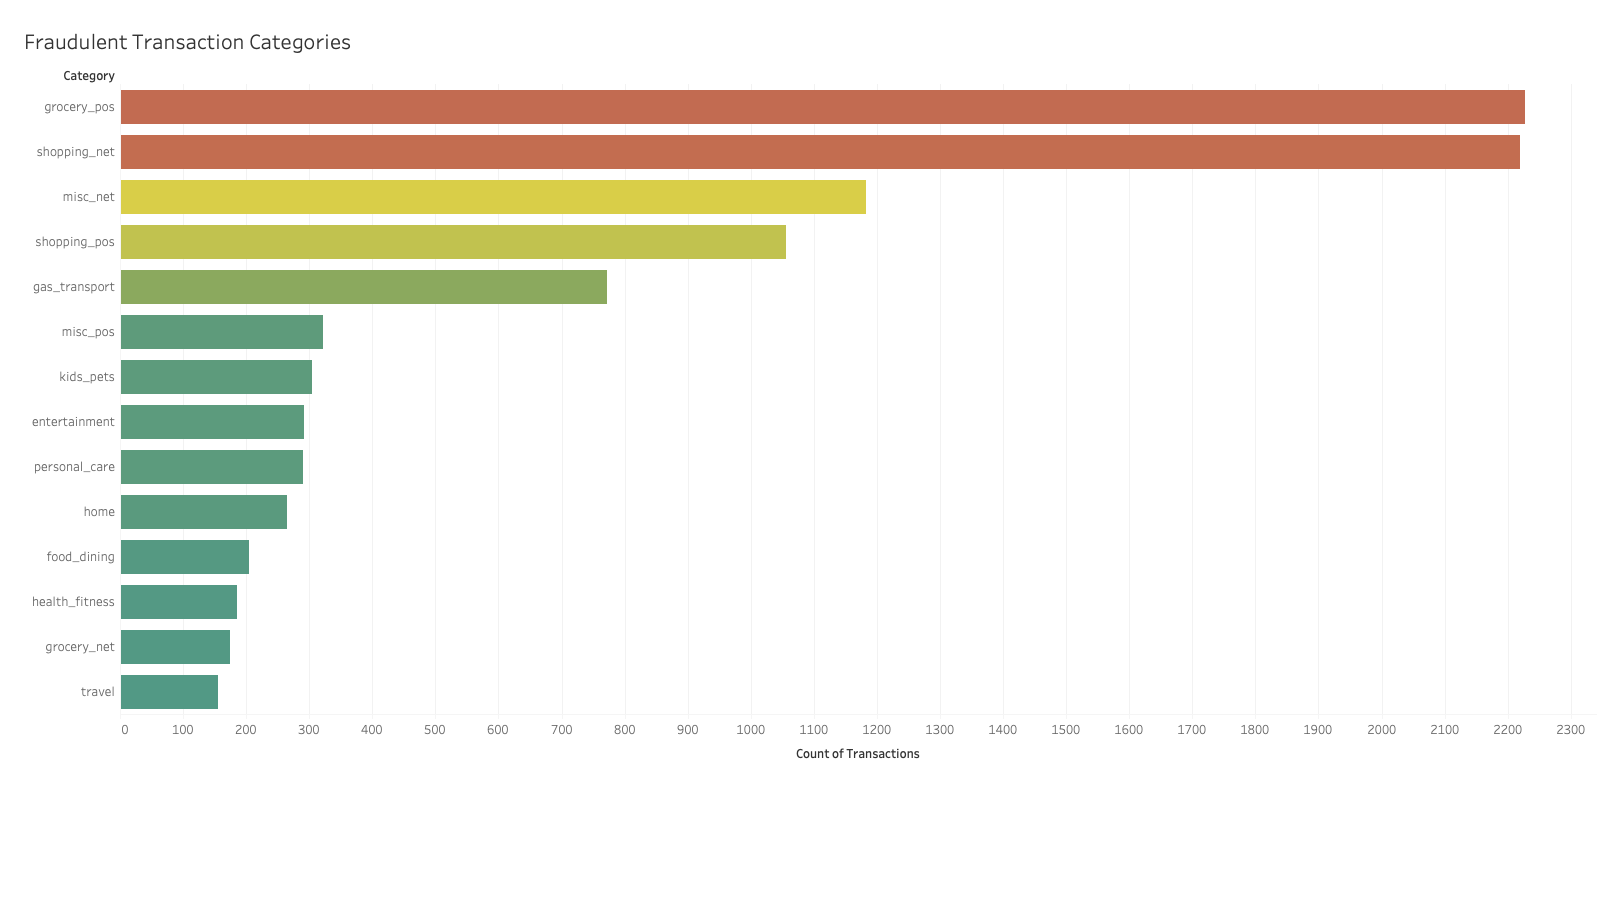 Fraudulent Transaction Categories
Category
grocery_pos
shopping_net
misc_net
shopping_pos
gas_transport
misc_pos
kids_pets
entertainment
personal_care
home
food_dining
health_fitness
grocery_net
travel
0 100 200 300 400 500 600 700 800 900 1000 1100 1200 1300 1400 1500 1600 1700 1800 1900 2000 2100 2200 2300
Count of Transactions